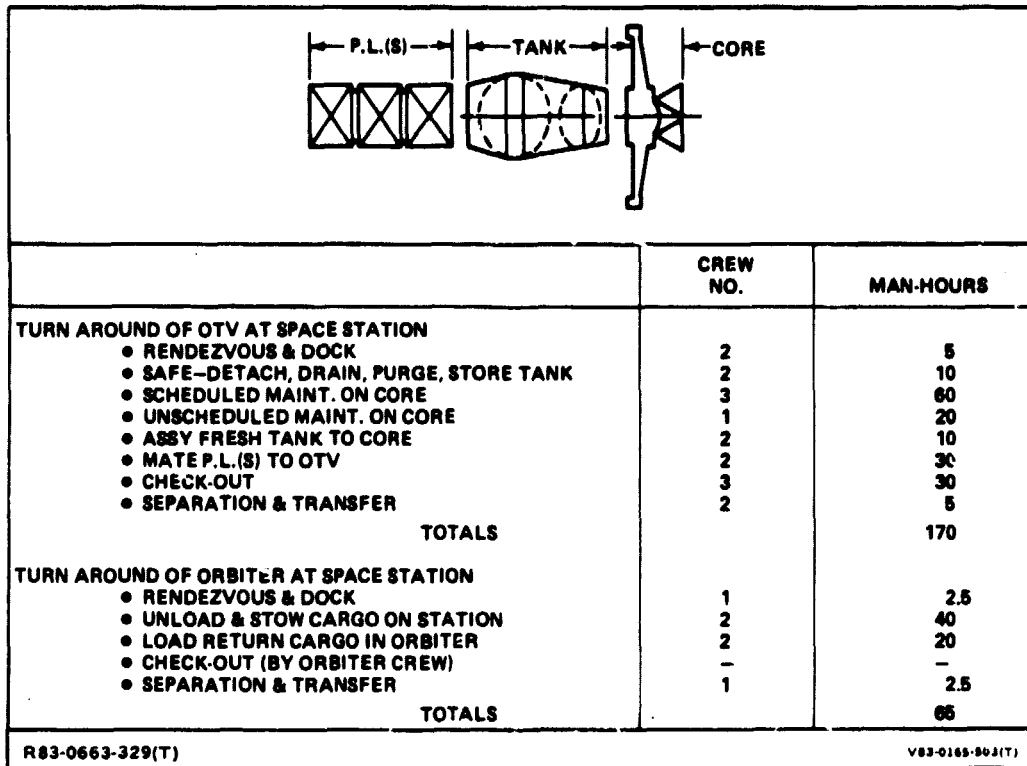 P.L.(S) TANK CORE
CREW NO. MAN-HOURS
TURN AROUND OF OTV AT SPACE STATION
• RENDEZVOUS & DOCK 2 5
• SAFE–DETACH, DRAIN, PURGE, STORE TANK 2 10
• SCHEDULED MAINT. ON CORE 3 60
• UNSCHEDULED MAINT. ON CORE 1 20
• ASSY FRESH TANK TO CORE 2 10
• MATE P.L.(S) TO OTV 2 30
• CHECK-OUT 3 30
• SEPARATION & TRANSFER 2 5
TOTALS 170
TURN AROUND OF ORBITER AT SPACE STATION
• RENDEZVOUS & DOCK 1 2.5
• UNLOAD & STOW CARGO ON STATION 2 40
• LOAD RETURN CARGO IN ORBITER 2 20
• CHECK-OUT (BY ORBITER CREW) – –
• SEPARATION & TRANSFER 1 2.5
TOTALS 65
R83-0663-329(T) V83-0165-503(T)